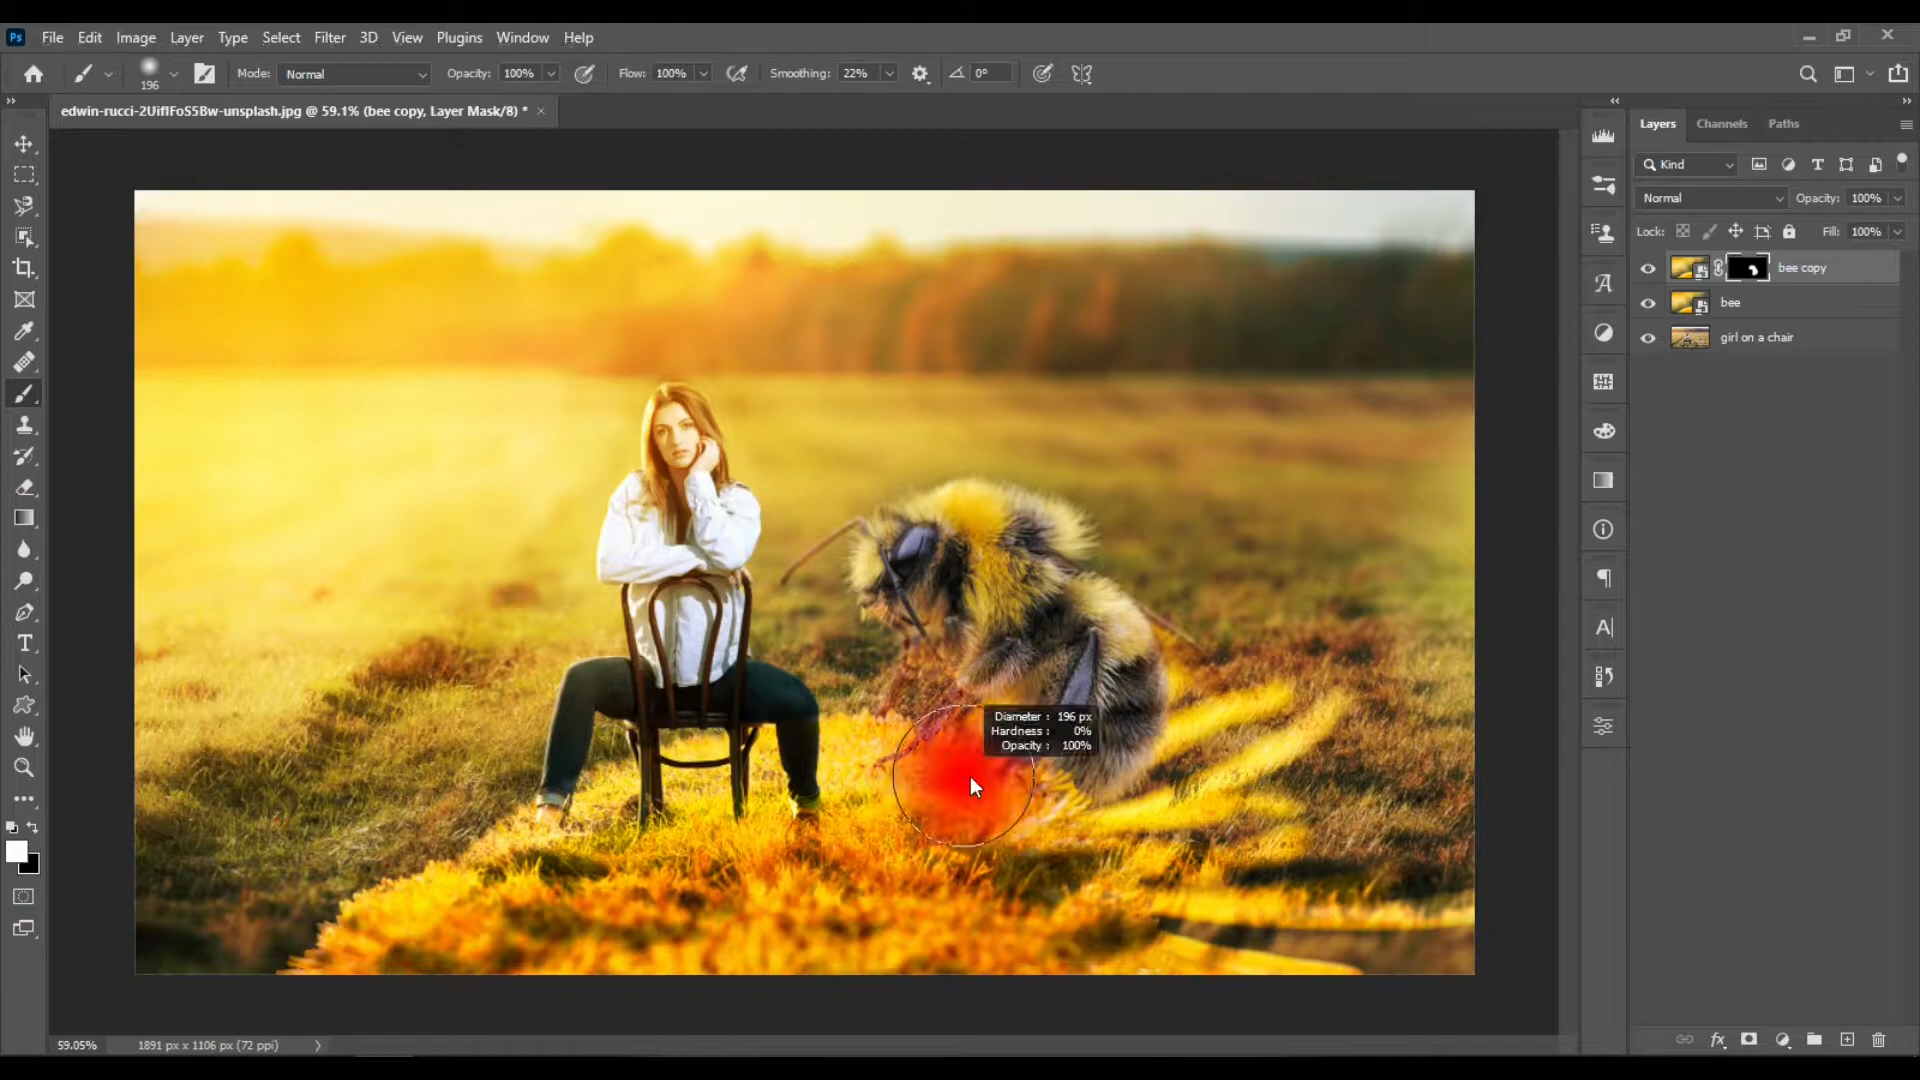 Ps File Edit Image Layer Type Select Filter 3D View Plugins Window Help
196 Mode: Normal Opacity: 100% Flow: 100% Smoothing: 22% 0°
edwin-rucci-2UifIFoS5Bw-unsplash.jpg @ 59.1% (bee copy, Layer Mask/8) *
Layers Channels Paths
Kind
Normal Opacity: 100%
Lock: Fill: 100%
bee copy
bee
girl on a chair
Diameter : 196 px
Hardness : 0%
Opacity : 100%
59.05% 1891 px x 1106 px (72 ppi)